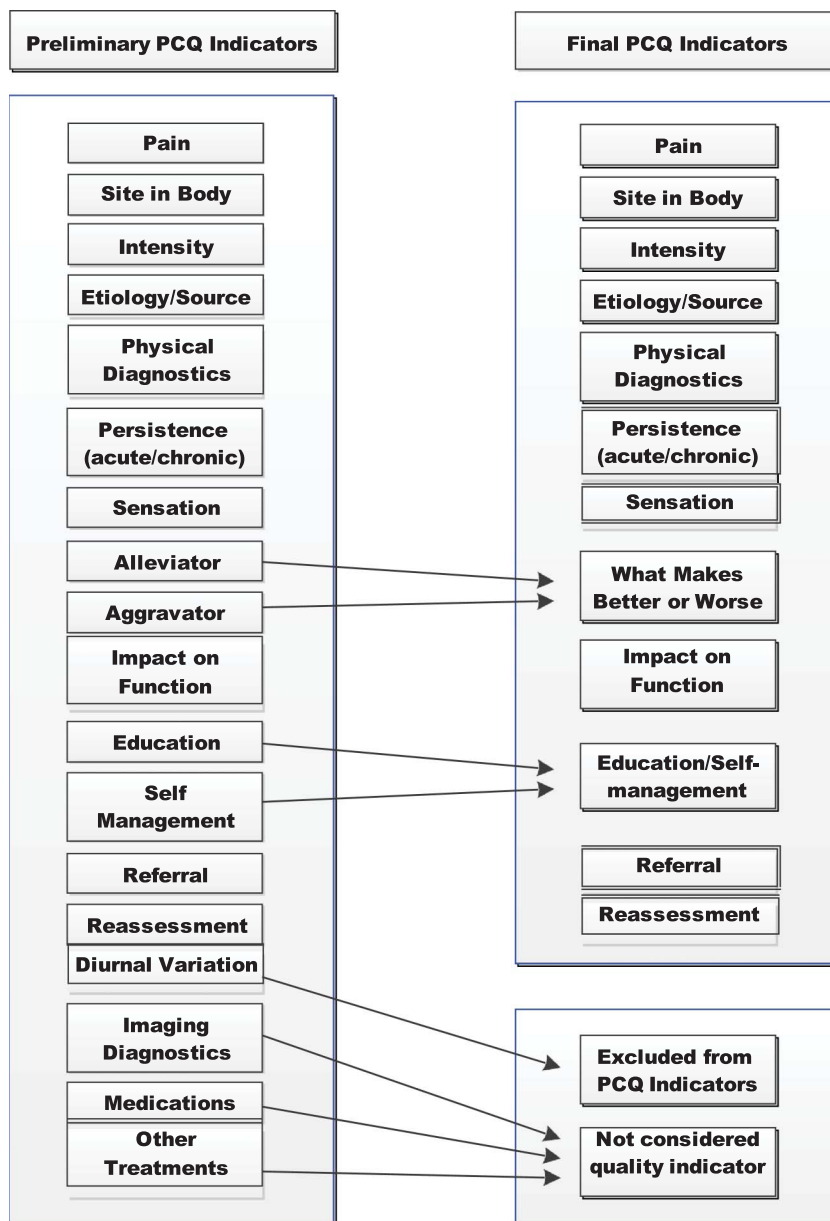 Preliminary PCQ Indicators
Pain
Site in Body
Intensity
Etiology/Source
Physical
Diagnostics
Persistence
(acute/chronic)
Sensation
Alleviator
Aggravator
Impact on
Function
Education
Self
Management
Referral
Reassessment
Diurnal Variation
Imaging
Diagnostics
Medications
Other
Treatments
Final PCQ Indicators
Pain
Site in Body
Intensity
Etiology/Source
Physical
Diagnostics
Persistence
(acute/chronic)
Sensation
What Makes
Better or Worse
Impact on
Function
Education/Self-
management
Referral
Reassessment
Excluded from
PCQ Indicators
Not considered
quality indicator